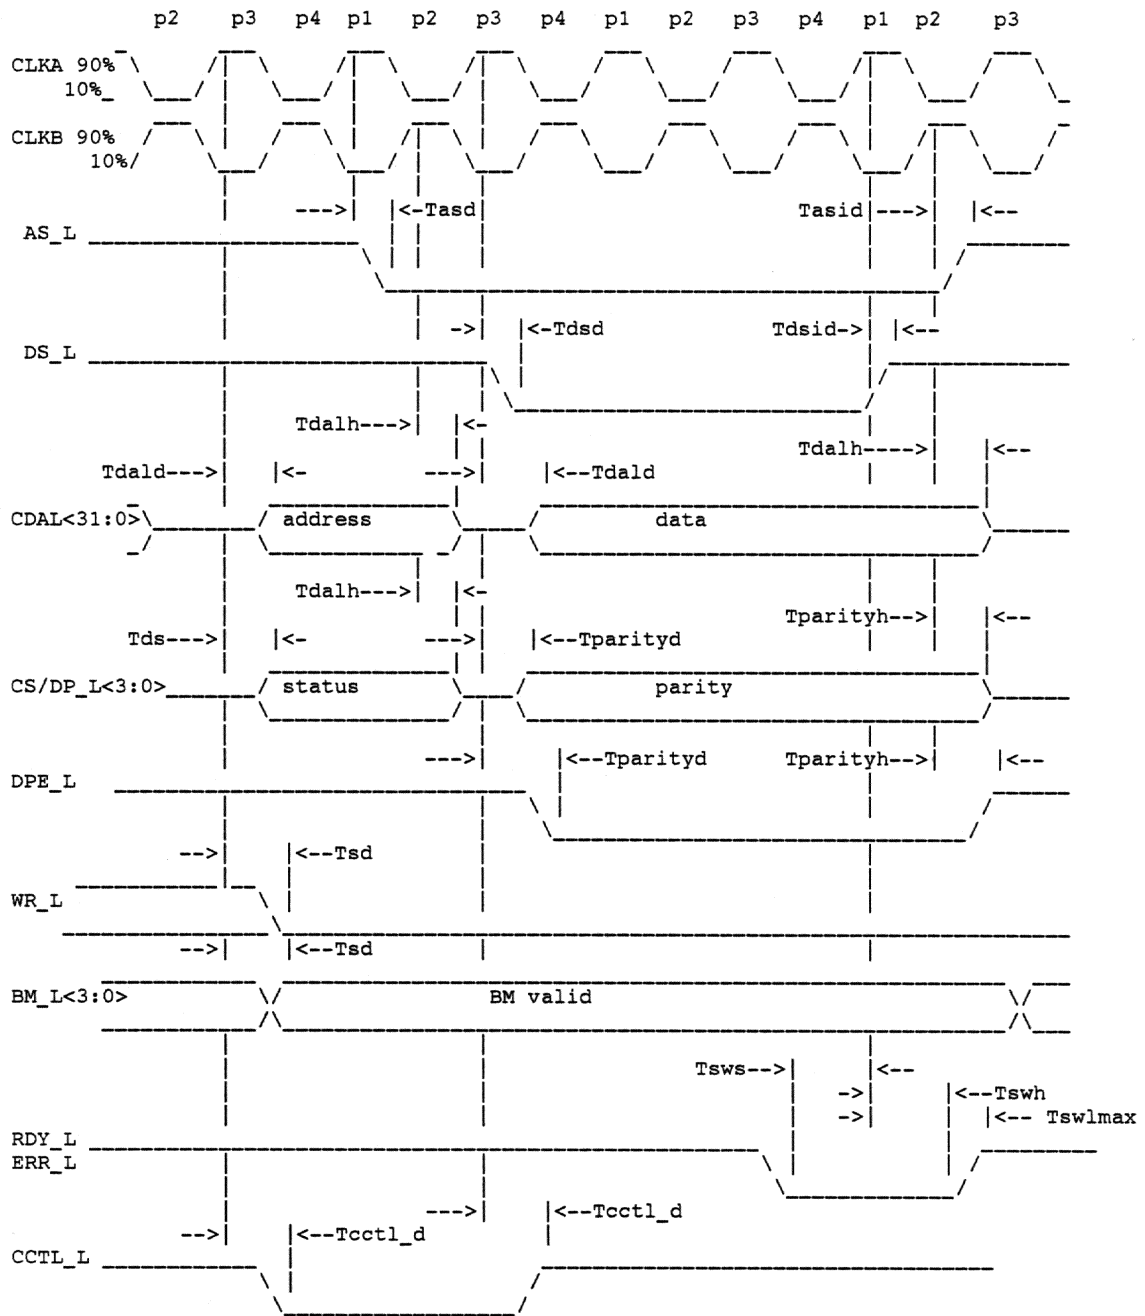 p2 p3 p4 p1 p2 p3 p4 p1 p2 p3 p4 p1 p2 p3
CLKA 90%
10%
CLKB 90%
10%
--->| |<-Tasd Tasid |--->| |<--
AS_L
->| |<-Tdsd Tdsid->| |<--
DS_L
Tdalh--->| |<-
Tdalh---->| |<--
Tdald--->| |<- --->| |<--Tdald
CDAL<31:0> address data
Tdalh--->| |<-
Tparityh-->| |<--
Tds--->| |<- --->| |<--Tparityd
CS/DP_L<3:0> status parity
--->| |<--Tparityd Tparityh-->| |<--
DPE_L
-->| |<--Tsd
WR_L
-->| |<--Tsd
BM_L<3:0> BM valid
Tsws-->| |<--
->| |<--Tswh
->| |<-- Tswlmax
RDY_L
ERR_L
--->| |<--Tcctl_d
-->| |<--Tcctl_d
CCTL_L